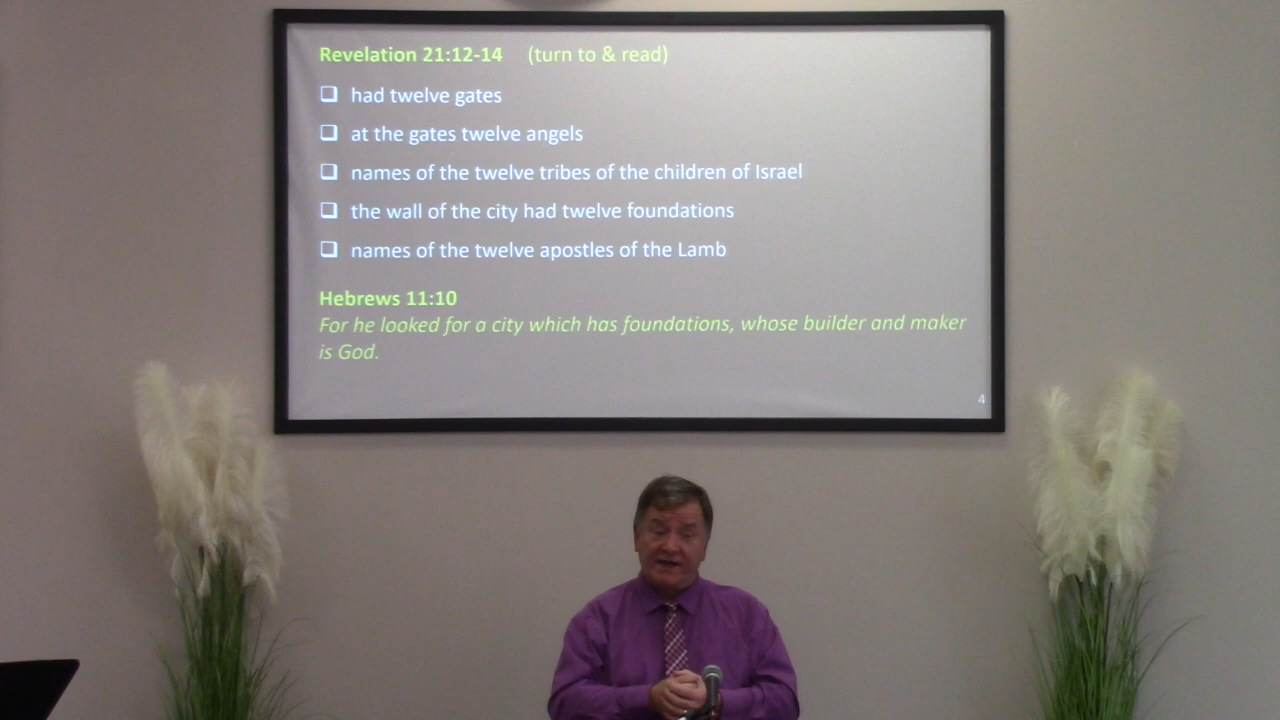 Revelation 21:12-14 (turn to & read)
❑ had twelve gates
❑ at the gates twelve angels
❑ names of the twelve tribes of the children of Israel
❑ the wall of the city had twelve foundations
❑ names of the twelve apostles of the Lamb
Hebrews 11:10
For he looked for a city which has foundations, whose builder and maker
is God.
4